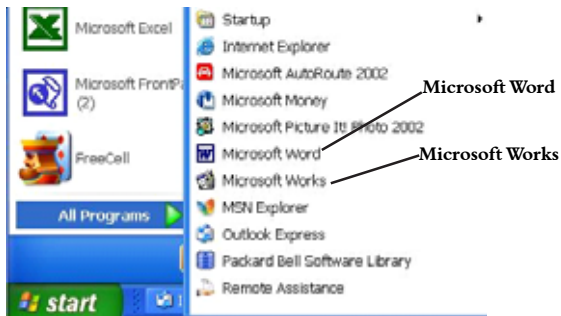 Microsoft Excel
Microsoft FrontPa
(2)
FreeCell
All Programs
start
Startup
Internet Explorer
Microsoft AutoRoute 2002
Microsoft Money
Microsoft Picture It! Photo 2002
Microsoft Word
Microsoft Works
MSN Explorer
Outlook Express
Packard Bell Software Library
Remote Assistance
Microsoft Word
Microsoft Works